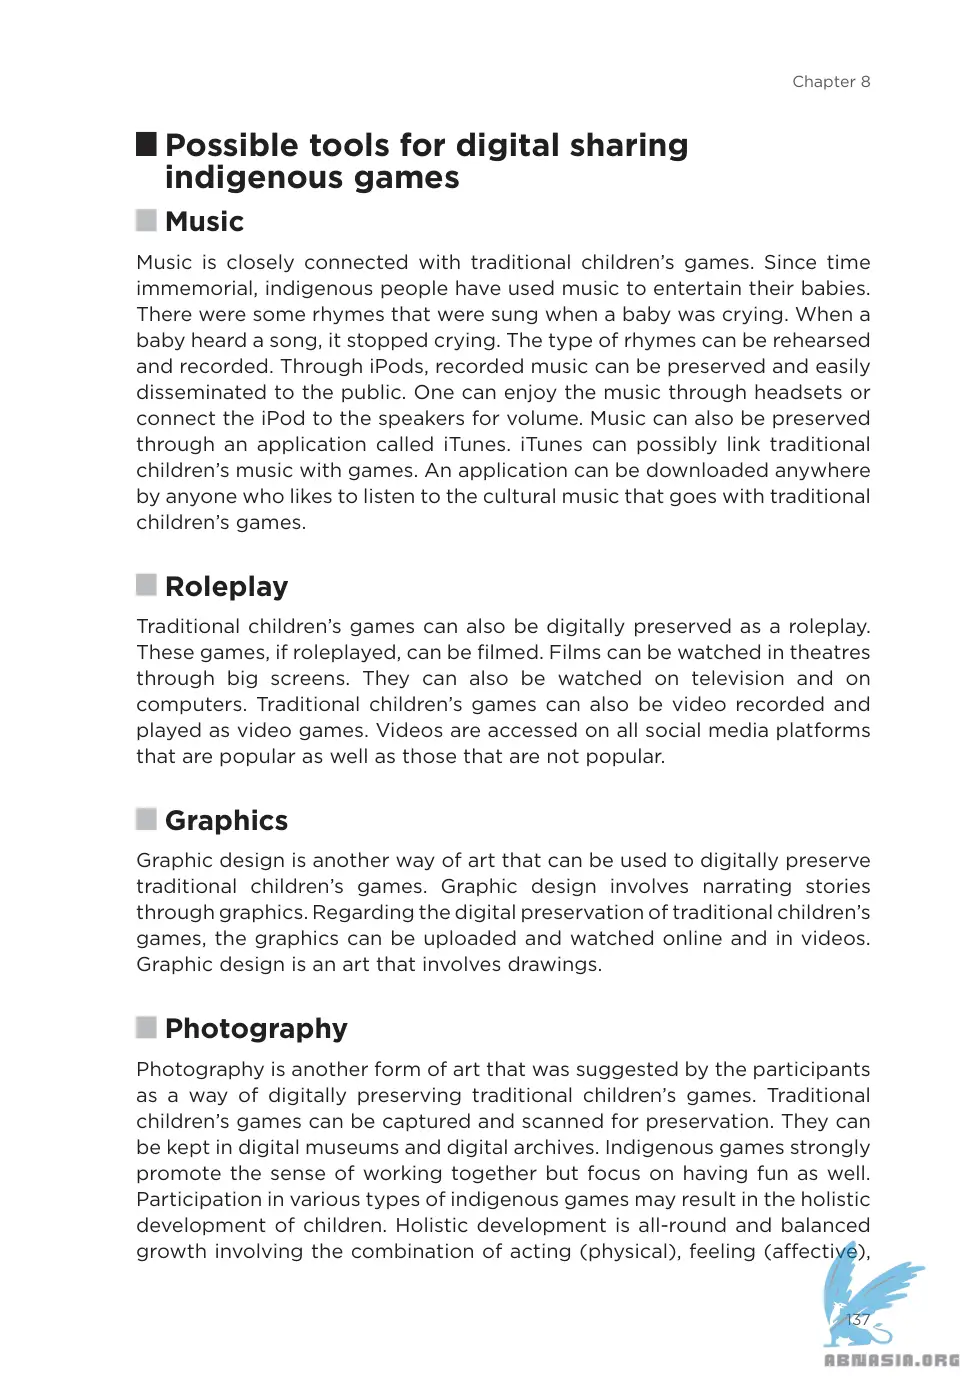 Chapter 8
Possible tools for digital sharing
indigenous games
Music
Music is closely connected with traditional children’s games. Since time
immemorial, indigenous people have used music to entertain their babies.
There were some rhymes that were sung when a baby was crying. When a
baby heard a song, it stopped crying. The type of rhymes can be rehearsed
and recorded. Through iPods, recorded music can be preserved and easily
disseminated to the public. One can enjoy the music through headsets or
connect the iPod to the speakers for volume. Music can also be preserved
through an application called iTunes. iTunes can possibly link traditional
children’s music with games. An application can be downloaded anywhere
by anyone who likes to listen to the cultural music that goes with traditional
children’s games.
Roleplay
Traditional children’s games can also be digitally preserved as a roleplay.
These games, if roleplayed, can be filmed. Films can be watched in theatres
through big screens. They can also be watched on television and on
computers. Traditional children’s games can also be video recorded and
played as video games. Videos are accessed on all social media platforms
that are popular as well as those that are not popular.
Graphics
Graphic design is another way of art that can be used to digitally preserve
traditional children’s games. Graphic design involves narrating stories
through graphics. Regarding the digital preservation of traditional children’s
games, the graphics can be uploaded and watched online and in videos.
Graphic design is an art that involves drawings.
Photography
Photography is another form of art that was suggested by the participants
as a way of digitally preserving traditional children’s games. Traditional
children’s games can be captured and scanned for preservation. They can
be kept in digital museums and digital archives. Indigenous games strongly
promote the sense of working together but focus on having fun as well.
Participation in various types of indigenous games may result in the holistic
development of children. Holistic development is all-round and balanced
growth involving the combination of acting (physical), feeling (affective),
137
ABNASIA.ORG